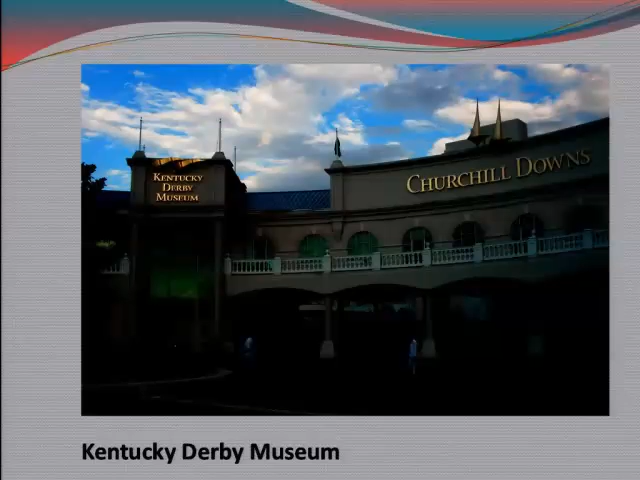 Kentucky
Derby
Museum
Churchill Downs
Kentucky Derby Museum